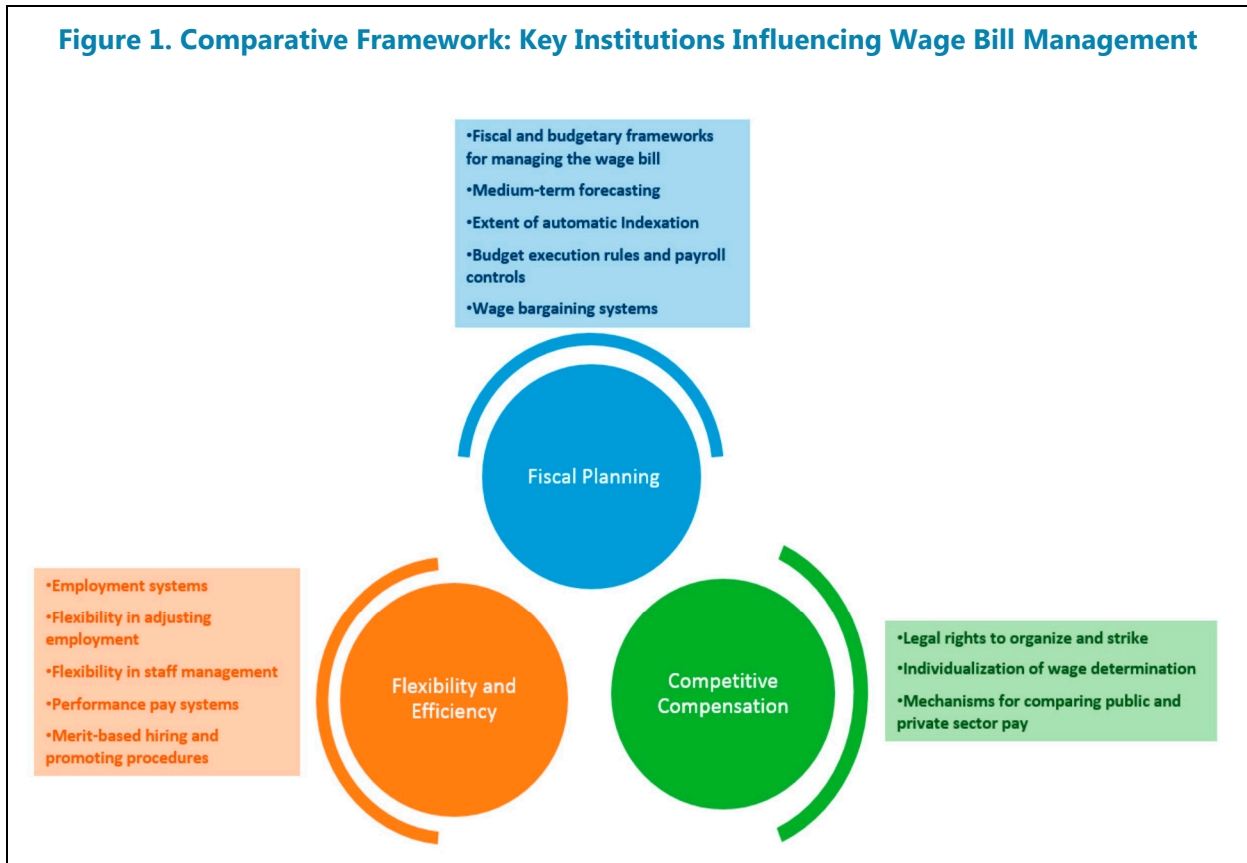 Figure 1. Comparative Framework: Key Institutions Influencing Wage Bill Management
•Fiscal and budgetary frameworks
for managing the wage bill
•Medium-term forecasting
•Extent of automatic Indexation
•Budget execution rules and payroll
controls
•Wage bargaining systems
Fiscal Planning
•Employment systems
•Flexibility in adjusting
employment
•Flexibility in staff management
•Performance pay systems
•Merit-based hiring and
promoting procedures
Flexibility and
Efficiency
Competitive
Compensation
•Legal rights to organize and strike
•Individualization of wage determination
•Mechanisms for comparing public and
private sector pay